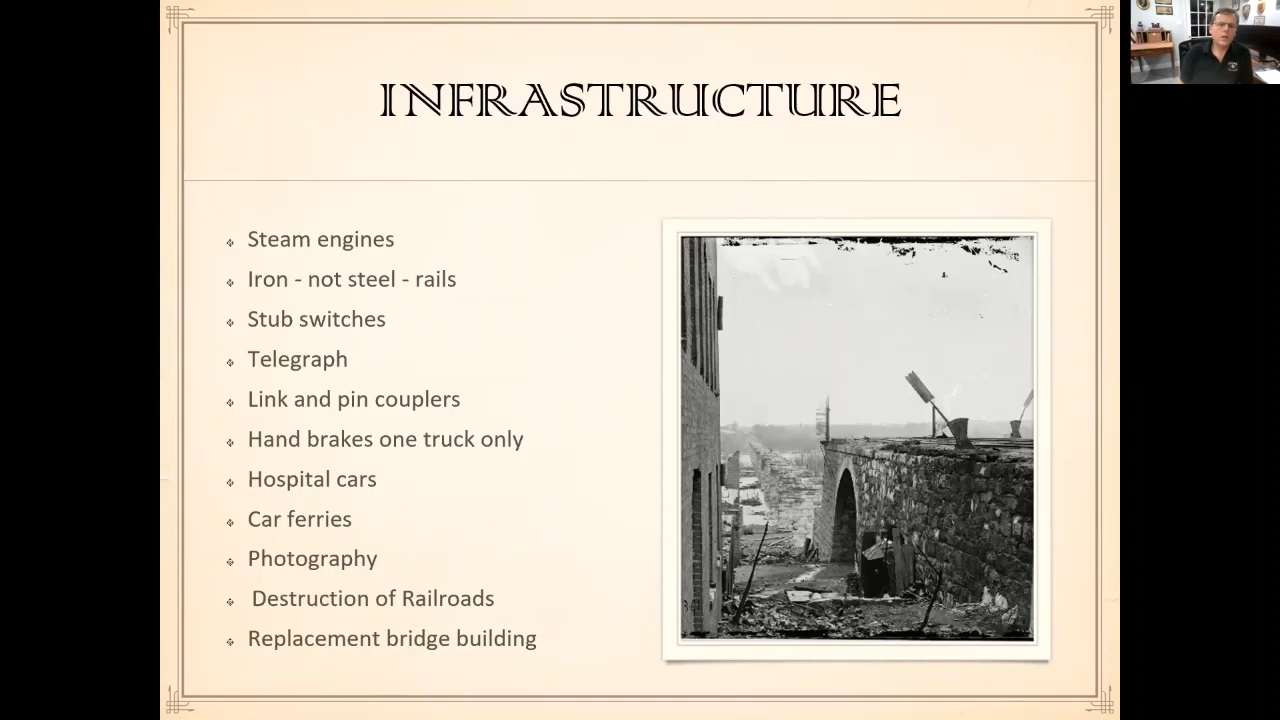 INFRASTRUCTURE
Steam engines
Iron - not steel - rails
Stub switches
Telegraph
Link and pin couplers
Hand brakes one truck only
Hospital cars
Car ferries
Photography
Destruction of Railroads
Replacement bridge building